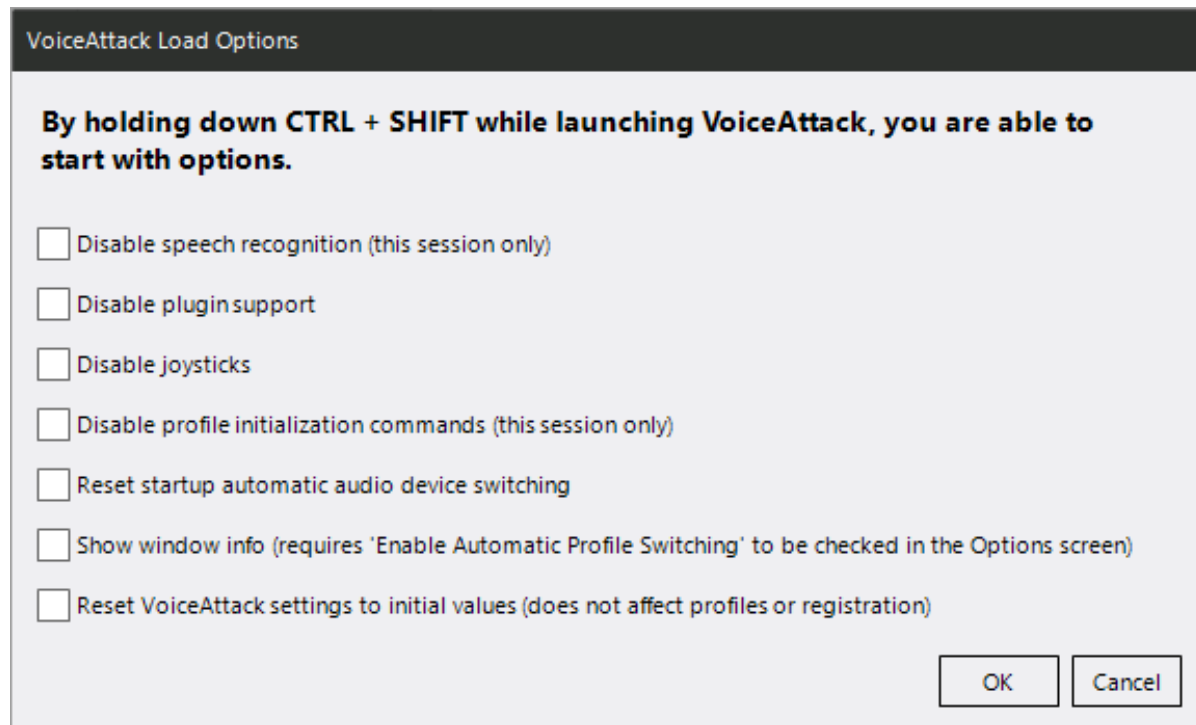 VoiceAttack Load Options
By holding down CTRL + SHIFT while launching VoiceAttack, you are able to
start with options.
Disable speech recognition (this session only)
Disable plugin support
Disable joysticks
Disable profile initialization commands (this session only)
Reset startup automatic audio device switching
Show window info (requires 'Enable Automatic Profile Switching' to be checked in the Options screen)
Reset VoiceAttack settings to initial values (does not affect profiles or registration)
OK Cancel